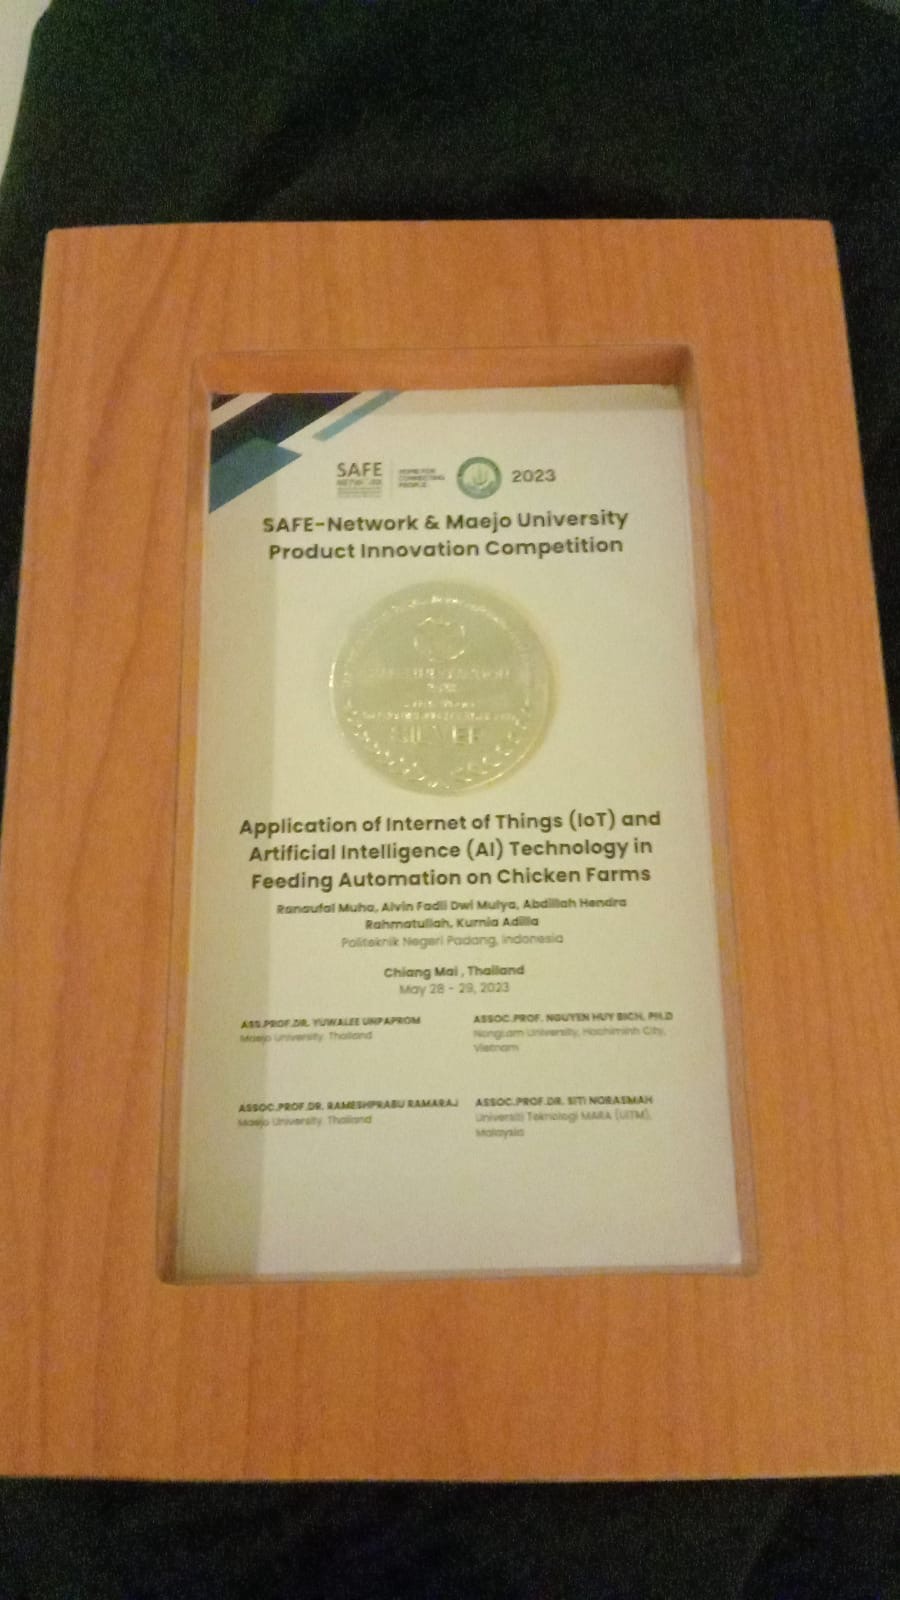 SAFE
NETWORK
HOME FOR
CONNECTING
PEOPLE
2023
SAFE-Network & Maejo University
Product Innovation Competition
SILVER
Application of Internet of Things (IoT) and
Artificial Intelligence (AI) Technology in
Feeding Automation on Chicken Farms
Ranaufal Muha, Alvin Fadli Dwi Mulya, Abdillah Hendra
Rahmatullah, Kurnia Adilla
Politeknik Negeri Padang, Indonesia
Chiang Mai , Thailand
May 28 - 29, 2023
ASS.PROF.DR. YUWALEE UNPAPROM
Maejo University, Thailand
ASSOC.PROF. NGUYEN HUY BICH, PH.D
NongLam University, Hochiminh City,
Vietnam
ASSOC.PROF.DR. RAMESHPRABU RAMARAJ
Maejo University, Thailand
ASSOC.PROF.DR. SITI NORASMAH
Universiti Teknologi MARA (UITM),
Malaysia